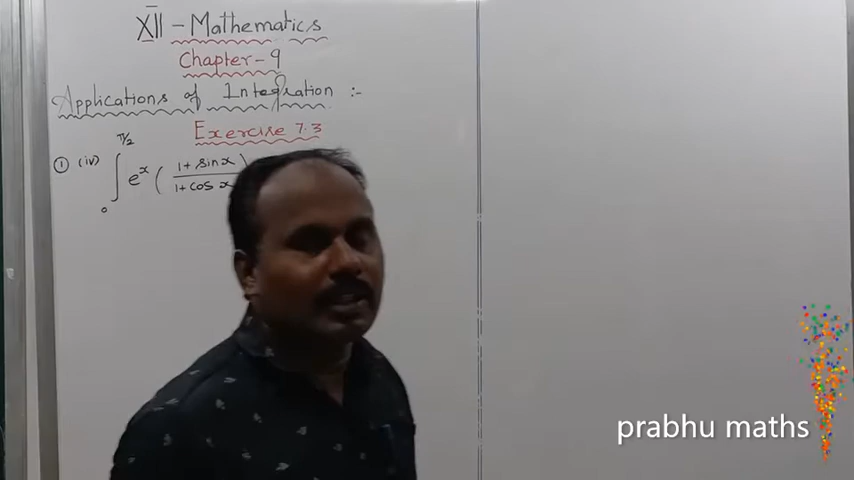 XII - Mathematics
Chapter - 9
Applications of Integration :-
Exercise 7.3
π/2
① (iv) ∫ e^x ( 1 + sin x )
1 + cos x
0
prabhu maths